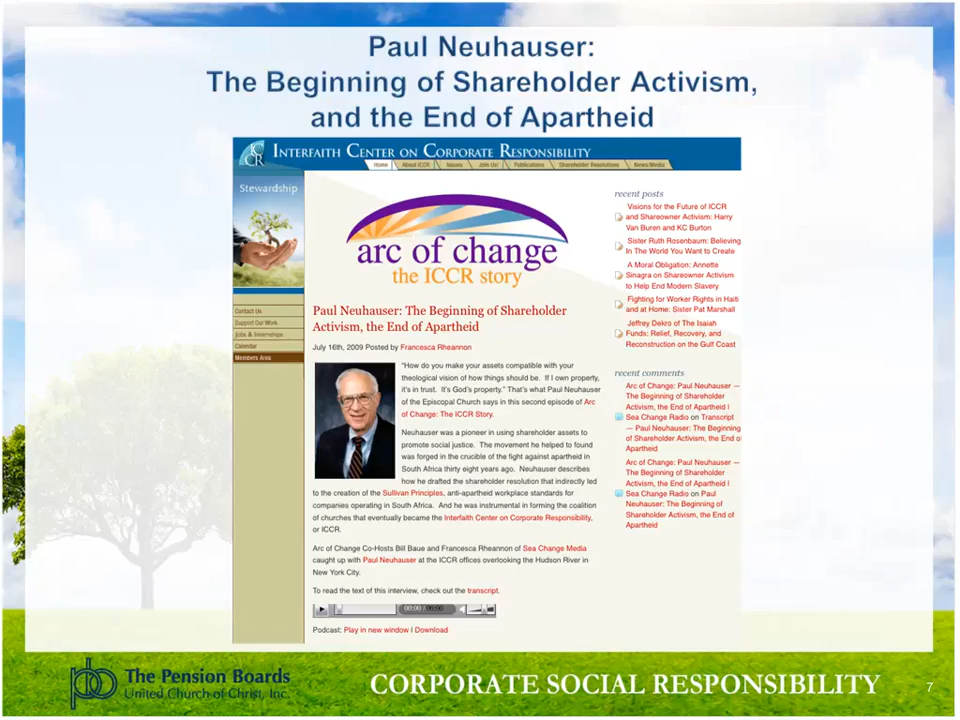 Paul Neuhauser:
The Beginning of Shareholder Activism,
and the End of Apartheid
IC
CR
INTERFAITH CENTER ON CORPORATE RESPONSIBILITY
Home
About ICCR
Issues
Join Us!
Publications
Shareholder Resolutions
News/Media
Stewardship
Contact Us
Support Our Work
Jobs & Internships
Calendar
Members Area
arc of change
the ICCR story
Paul Neuhauser: The Beginning of Shareholder
Activism, the End of Apartheid
July 16th, 2009 Posted by Francesca Rheannon
“How do you make your assets compatible with your
theological vision of how things should be. If I own property,
it’s in trust. It’s God’s property.” That’s what Paul Neuhauser
of the Episcopal Church says in this second episode of Arc
of Change: The ICCR Story.
Neuhauser was a pioneer in using shareholder assets to
promote social justice. The movement he helped to found
was forged in the crucible of the fight against apartheid in
South Africa thirty eight years ago. Neuhauser describes
how he drafted the shareholder resolution that indirectly led
to the creation of the Sullivan Principles, anti-apartheid workplace standards for
companies operating in South Africa. And he was instrumental in forming the coalition
of churches that eventually became the Interfaith Center on Corporate Responsibility,
or ICCR.
Arc of Change Co-Hosts Bill Baue and Francesca Rheannon of Sea Change Media
caught up with Paul Neuhauser at the ICCR offices overlooking the Hudson River in
New York City.
To read the text of this interview, check out the transcript.
00:00 / 00:00
Podcast: Play in new window | Download
recent posts
Visions for the Future of ICCR
and Shareowner Activism: Harry
Van Buren and KC Burton
Sister Ruth Rosenbaum: Believing
In The World You Want to Create
A Moral Obligation: Annette
Sinagra on Shareowner Activism
to Help End Modern Slavery
Fighting for Worker Rights in Haiti
and at Home: Sister Pat Marshall
Jeffrey Dekro of The Isaiah
Funds: Relief, Recovery, and
Reconstruction on the Gulf Coast
recent comments
Arc of Change: Paul Neuhauser —
The Beginning of Shareholder
Activism, the End of Apartheid |
Sea Change Radio on Transcript
— Paul Neuhauser: The Beginning
of Shareholder Activism, the End of
Apartheid
Arc of Change: Paul Neuhauser —
The Beginning of Shareholder
Activism, the End of Apartheid |
Sea Change Radio on Paul
Neuhauser: The Beginning of
Shareholder Activism, the End of
Apartheid
pb
The Pension Boards
United Church of Christ, Inc.
CORPORATE SOCIAL RESPONSIBILITY
7